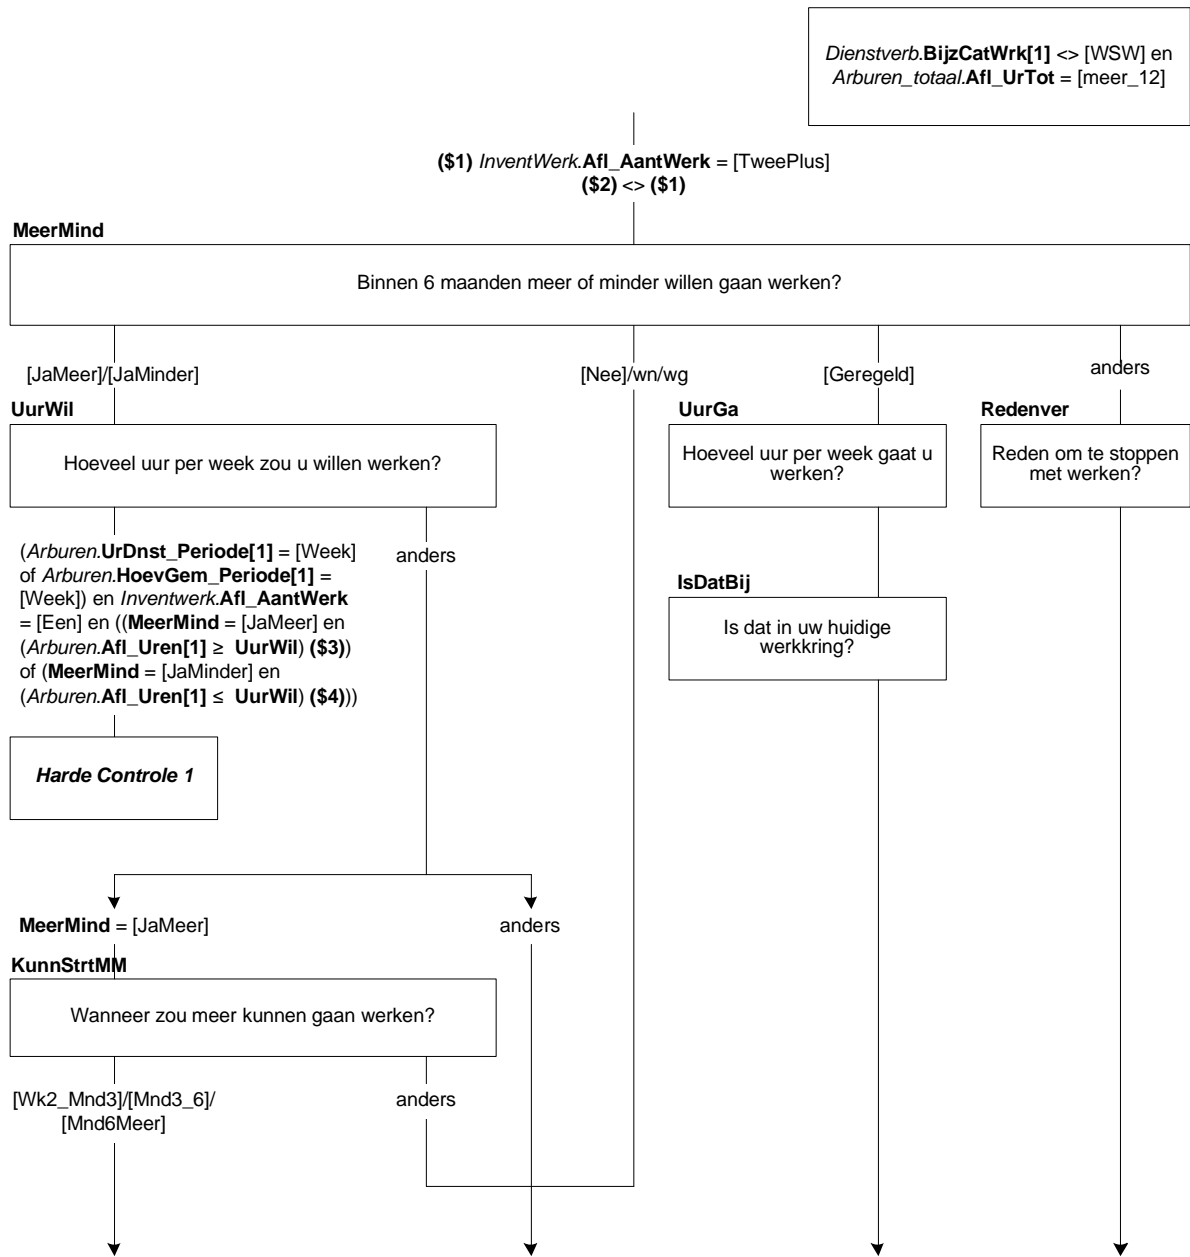 Dienstverb.BijzCatWrk[1] <> [WSW] en
Arburen_totaal.Afl_UrTot = [meer_12]
($1) InventWerk.Afl_AantWerk = [TweePlus]
($2) <> ($1)
MeerMind
Binnen 6 maanden meer of minder willen gaan werken?
[JaMeer]/[JaMinder]
[Nee]/wn/wg
[Geregeld]
anders
UurWil
Hoeveel uur per week zou u willen werken?
UurGa
Hoeveel uur per week gaat u
werken?
Redenver
Reden om te stoppen
met werken?
(Arburen.UrDnst_Periode[1] = [Week]
of Arburen.HoevGem_Periode[1] =
[Week]) en Inventwerk.Afl_AantWerk
= [Een] en ((MeerMind = [JaMeer] en
(Arburen.Afl_Uren[1] ≥ UurWil) ($3))
of (MeerMind = [JaMinder] en
(Arburen.Afl_Uren[1] ≤ UurWil) ($4)))
anders
IsDatBij
Is dat in uw huidige
werkkring?
Harde Controle 1
MeerMind = [JaMeer]
anders
KunnStrtMM
Wanneer zou meer kunnen gaan werken?
[Wk2_Mnd3]/[Mnd3_6]/
[Mnd6Meer]
anders